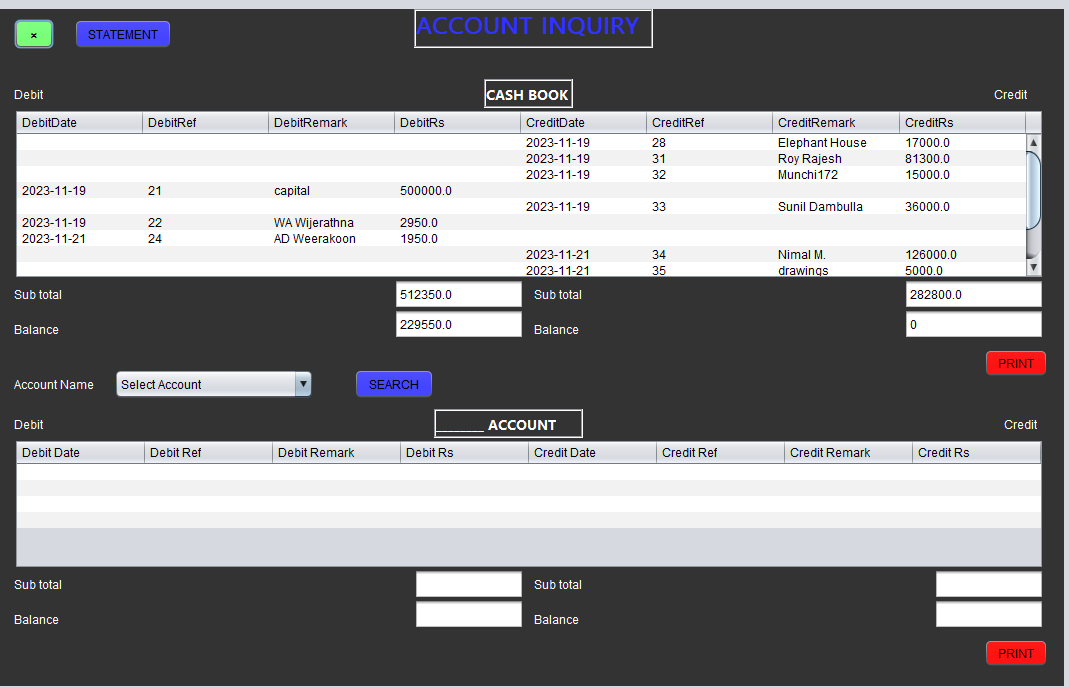 ACCOUNT INQUIRY
× STATEMENT
Debit CASH BOOK Credit
DebitDate DebitRef DebitRemark DebitRs CreditDate CreditRef CreditRemark CreditRs
2023-11-19 28 Elephant House 17000.0
2023-11-19 31 Roy Rajesh 81300.0
2023-11-19 32 Munchi172 15000.0
2023-11-19 21 capital 500000.0
2023-11-19 33 Sunil Dambulla 36000.0
2023-11-19 22 WA Wijerathna 2950.0
2023-11-21 24 AD Weerakoon 1950.0
2023-11-21 34 Nimal M. 126000.0
2023-11-21 35 drawings 5000.0
Sub total 512350.0 Sub total 282800.0
Balance 229550.0 Balance 0
PRINT
Account Name Select Account SEARCH
Debit _______ ACCOUNT Credit
Debit Date Debit Ref Debit Remark Debit Rs Credit Date Credit Ref Credit Remark Credit Rs
Sub total Sub total
Balance Balance
PRINT